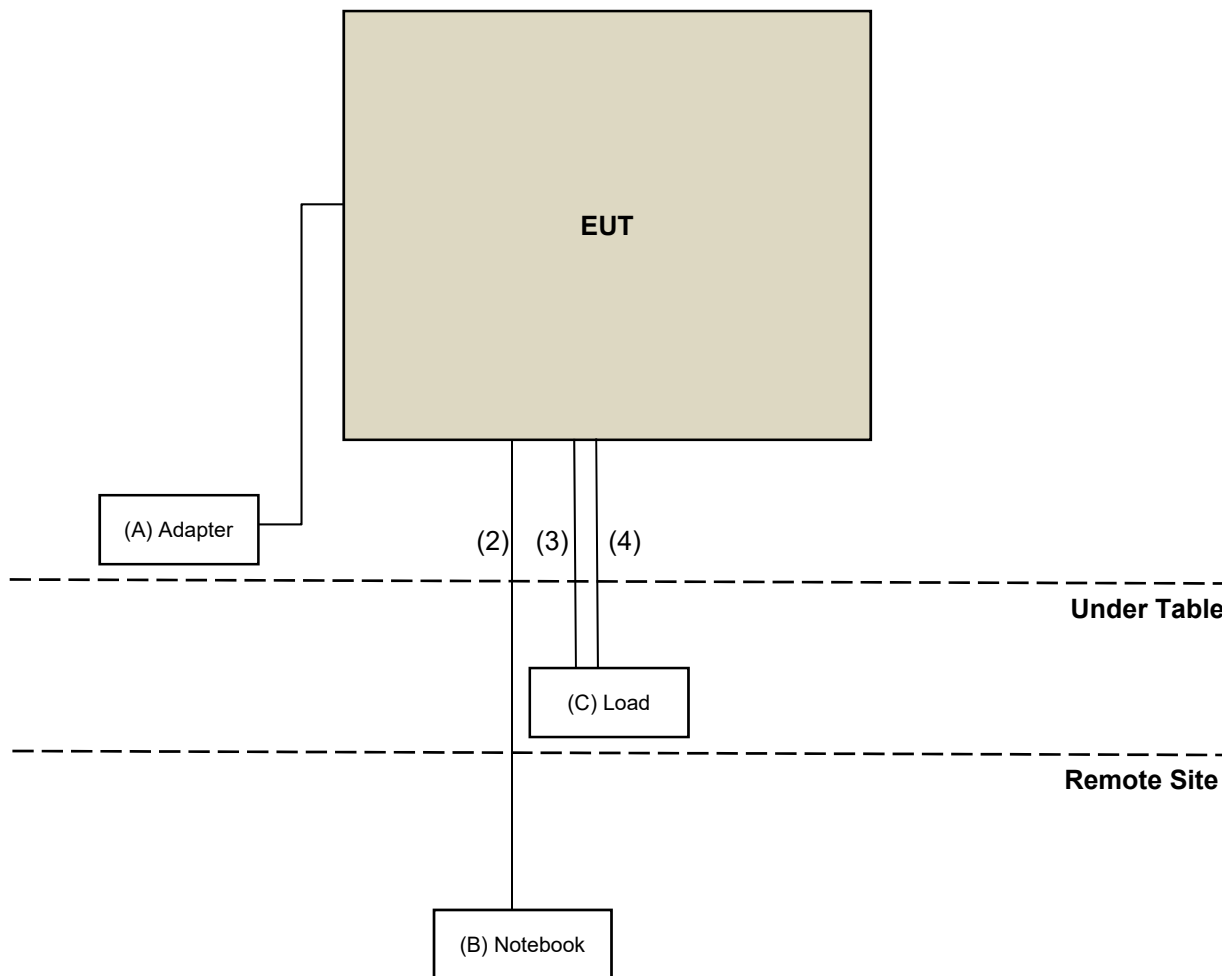 EUT
(A) Adapter
(2) (3) (4)
Under Table
(C) Load
Remote Site
(B) Notebook